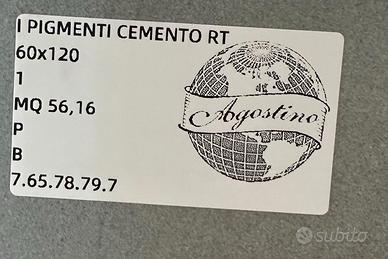 I PIGMENTI CEMENTO RT
60x120
1
MQ 56,16
P
B
7.65.78.79.7
Agostino
subito